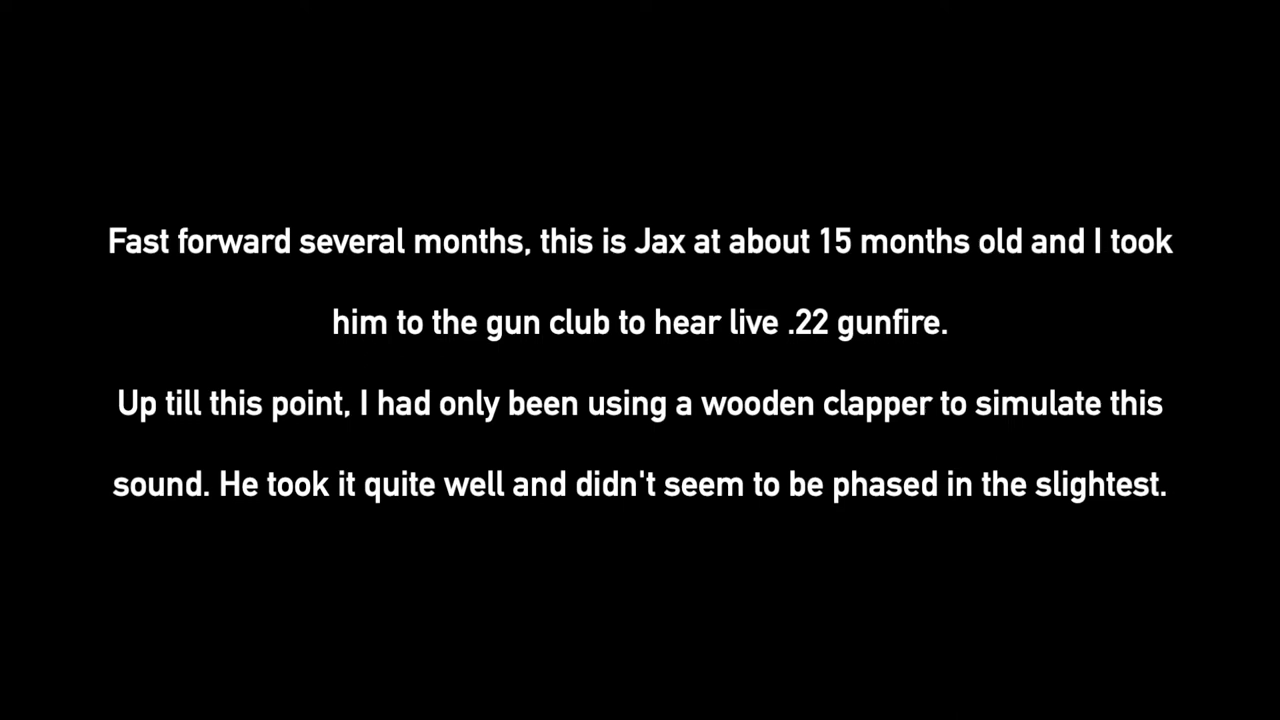 Fast forward several months, this is Jax at about 15 months old and I took
him to the gun club to hear live .22 gunfire.
Up till this point, I had only been using a wooden clapper to simulate this
sound. He took it quite well and didn't seem to be phased in the slightest.